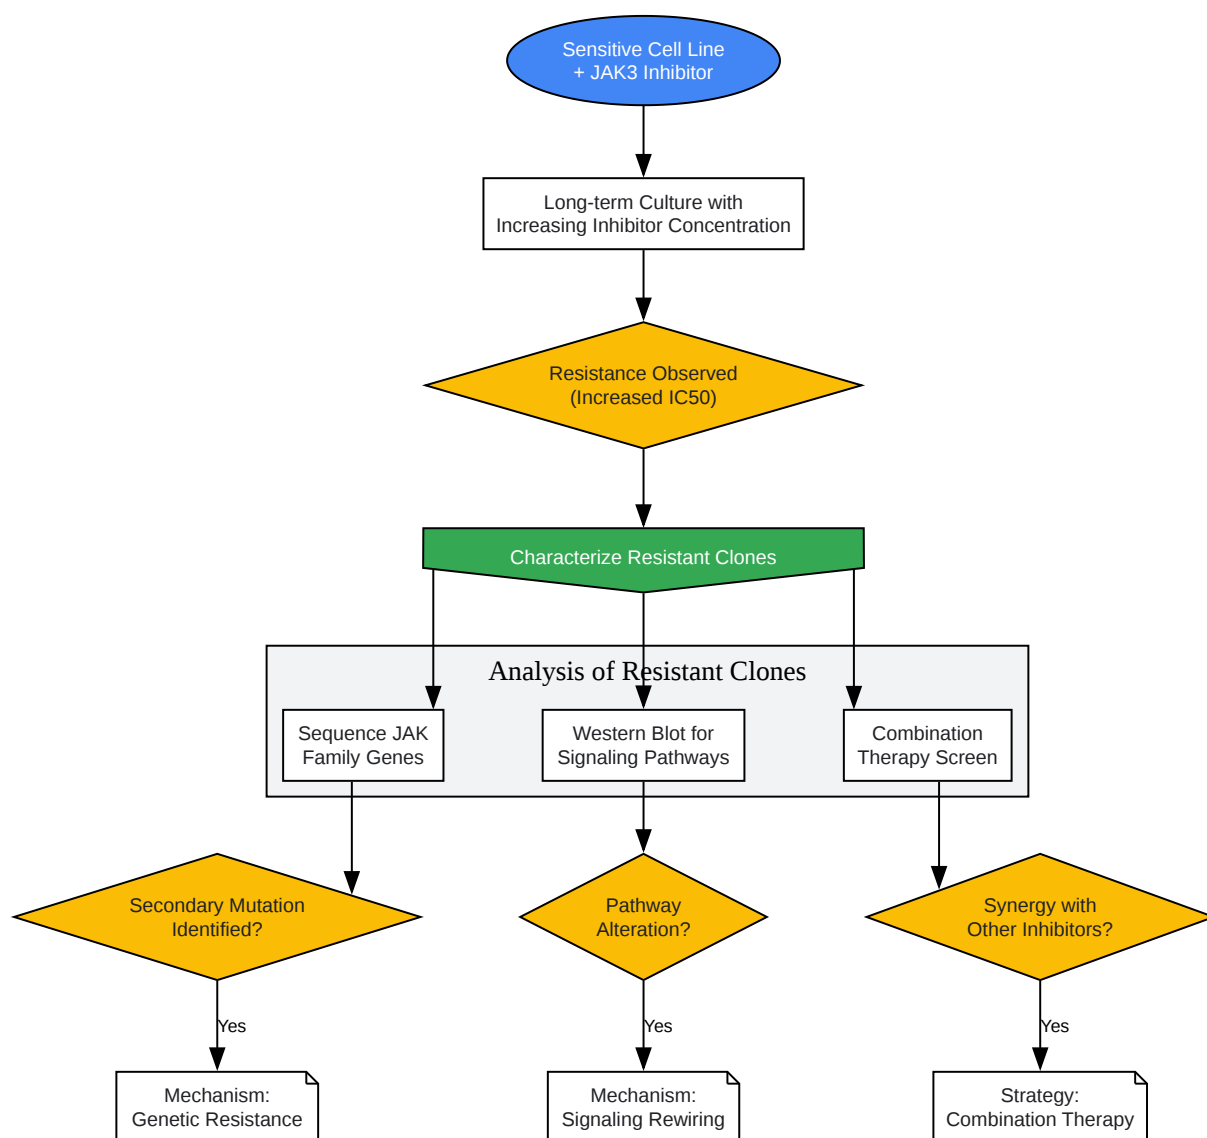 Sensitive Cell Line
+ JAK3 Inhibitor
Long-term Culture with
Increasing Inhibitor Concentration
Resistance Observed
(Increased IC50)
Characterize Resistant Clones
Analysis of Resistant Clones
Sequence JAK
Family Genes
Western Blot for
Signaling Pathways
Combination
Therapy Screen
Secondary Mutation
Identified?
Pathway
Alteration?
Synergy with
Other Inhibitors?
Yes
Yes
Yes
Mechanism:
Genetic Resistance
Mechanism:
Signaling Rewiring
Strategy:
Combination Therapy